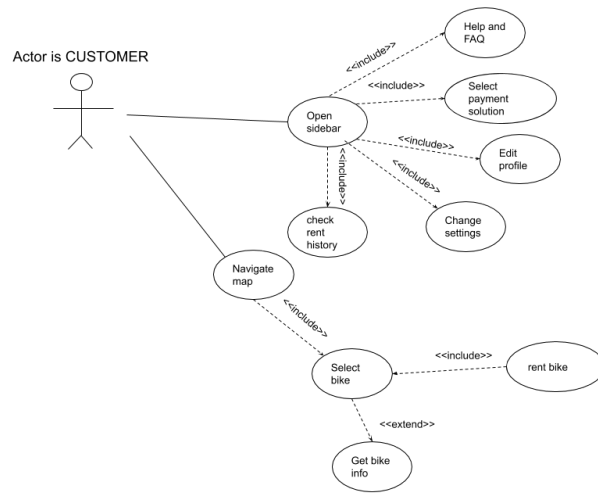 Actor is CUSTOMER
Help and
FAQ
<<include>>
<<include>>
Select
payment
solution
Open
sidebar
<<include>>
Edit
profile
<<include>>
<<include>>
check
rent
history
Change
settings
Navigate
map
<<include>>
Select
bike
<<include>>
rent bike
<<extend>>
Get bike
info